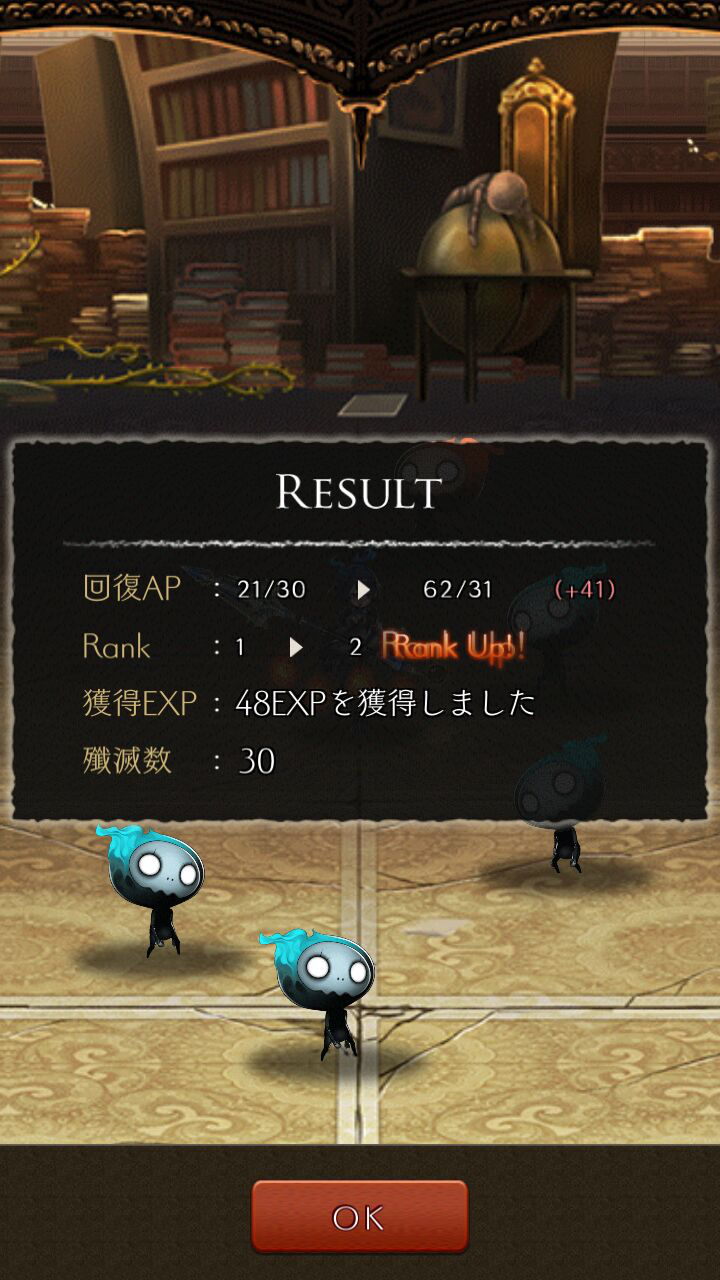 RESULT
回復AP : 21/30 ▶ 62/31 (+41)
Rank : 1 ▶ 2 Rank Up!
獲得EXP : 48EXPを獲得しました
殲滅数 : 30
OK